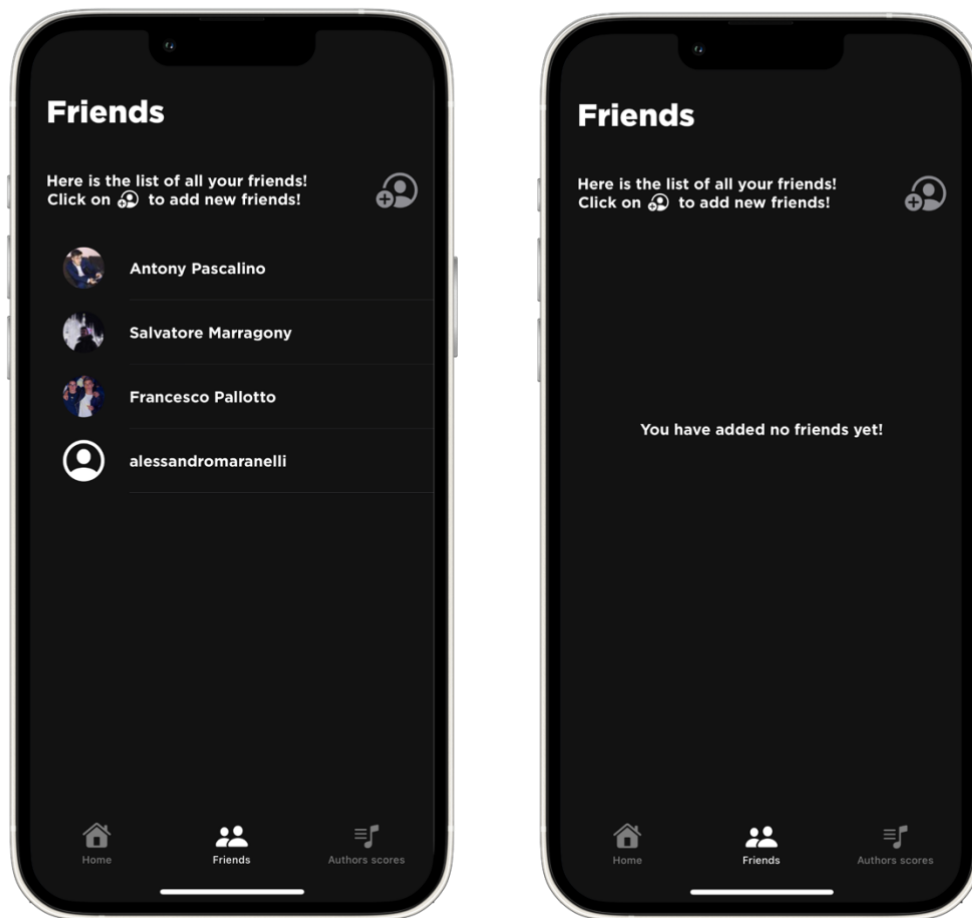 Friends
Here is the list of all your friends!
Click on to add new friends!
Antony Pascalino
Salvatore Marragony
Francesco Pallotto
alessandromaranelli
Home
Friends
Authors scores
Friends
Here is the list of all your friends!
Click on to add new friends!
You have added no friends yet!
Home
Friends
Authors scores